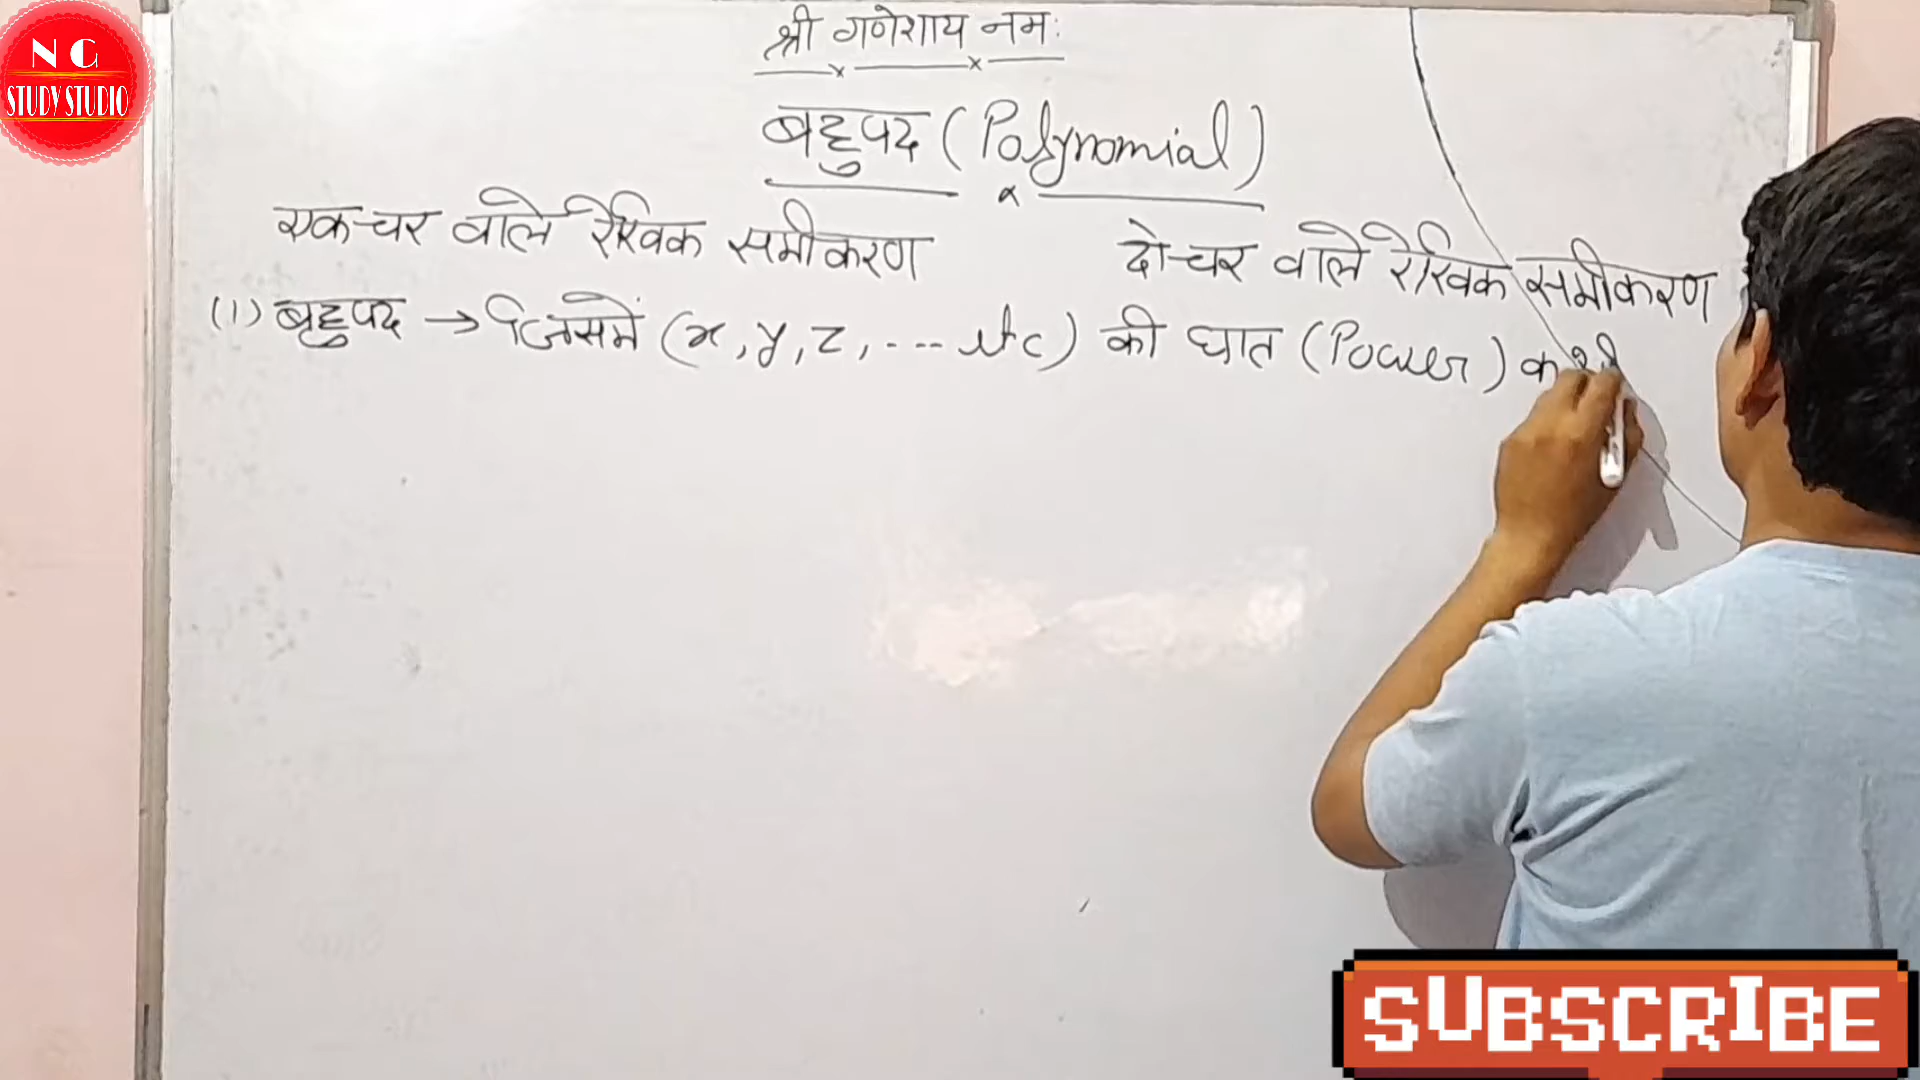 NG
STUDY STUDIO
श्री गणेशाय नमः
बहुपद (Polynomial)
एक चर वाले रैखिक समीकरण
दो चर वाले रैखिक समीकरण
(1) बहुपद → जिसमें (x, y, z, .... etc) की घात (Power)
SUBSCRIBE